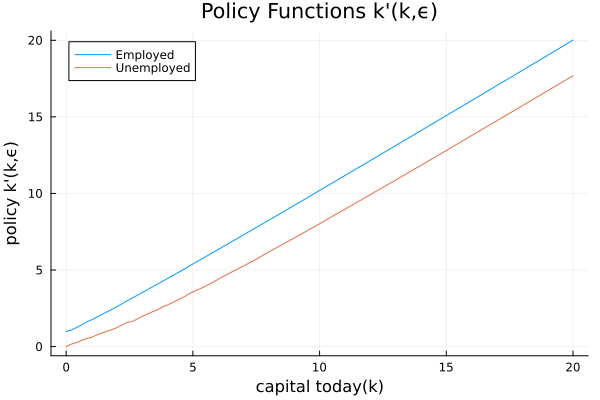 Policy Functions k'(k,ϵ)
Employed
Unemployed
policy k'(k,ϵ)
20
15
10
5
0
0 5 10 15 20
capital today(k)